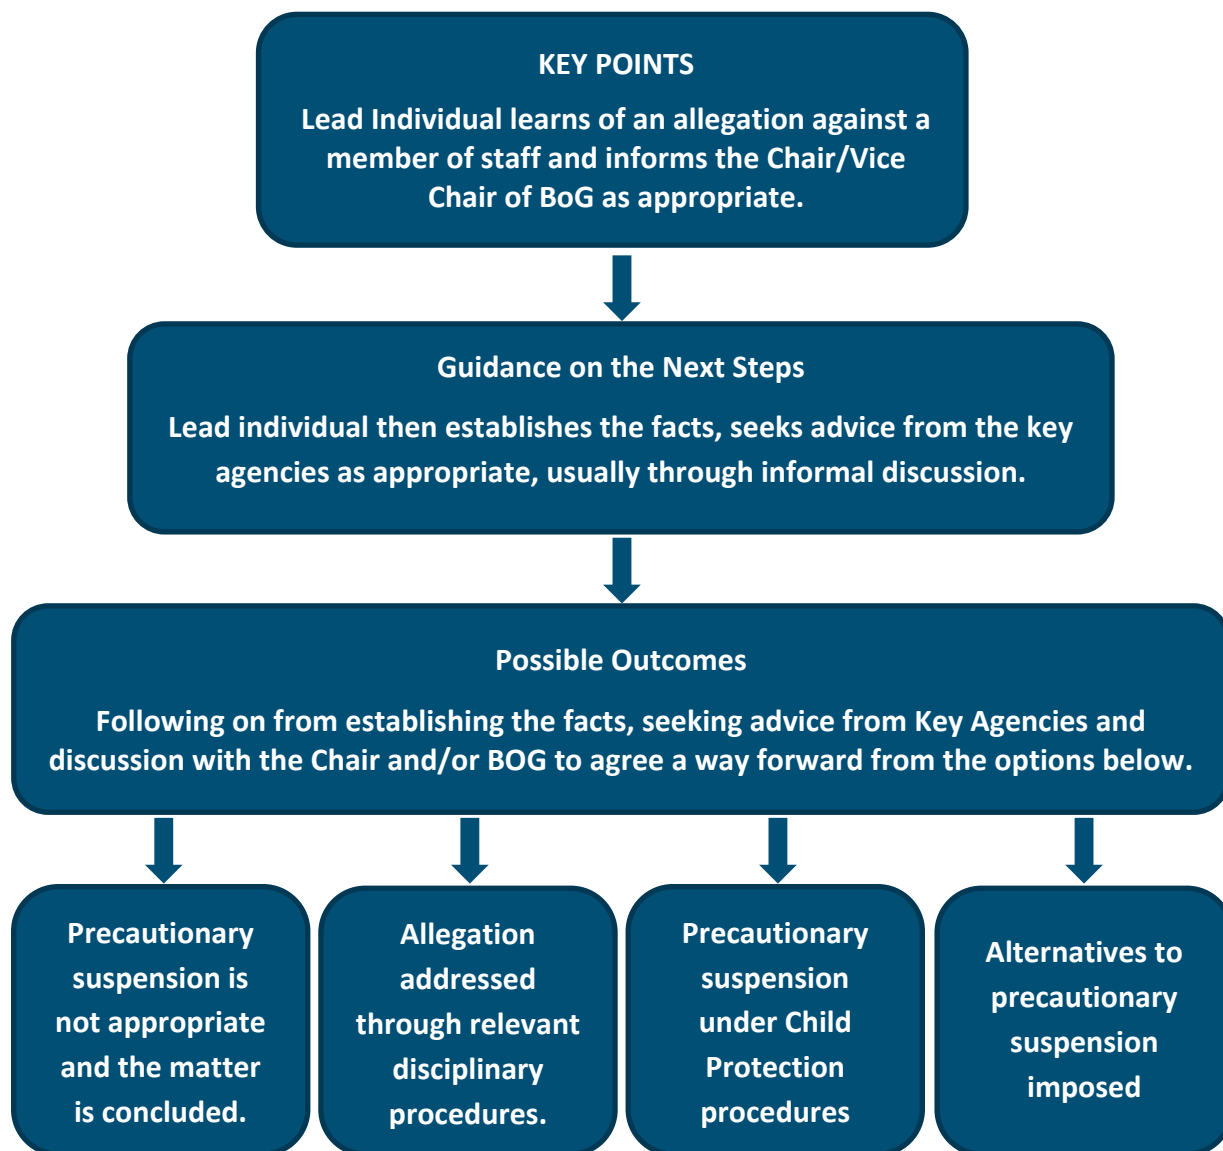 KEY POINTS
Lead Individual learns of an allegation against a
member of staff and informs the Chair/Vice
Chair of BoG as appropriate.
Guidance on the Next Steps
Lead individual then establishes the facts, seeks advice from the key
agencies as appropriate, usually through informal discussion.
Possible Outcomes
Following on from establishing the facts, seeking advice from Key Agencies and
discussion with the Chair and/or BOG to agree a way forward from the options below.
Precautionary
suspension is
not appropriate
and the matter
is concluded.
Allegation
addressed
through relevant
disciplinary
procedures.
Precautionary
suspension
under Child
Protection
procedures
Alternatives to
precautionary
suspension
imposed